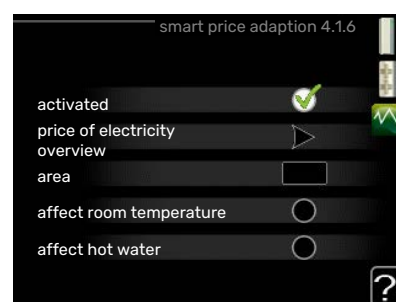 smart price adaption 4.1.6
activated
price of electricity
overview
area
affect room temperature
affect hot water
?